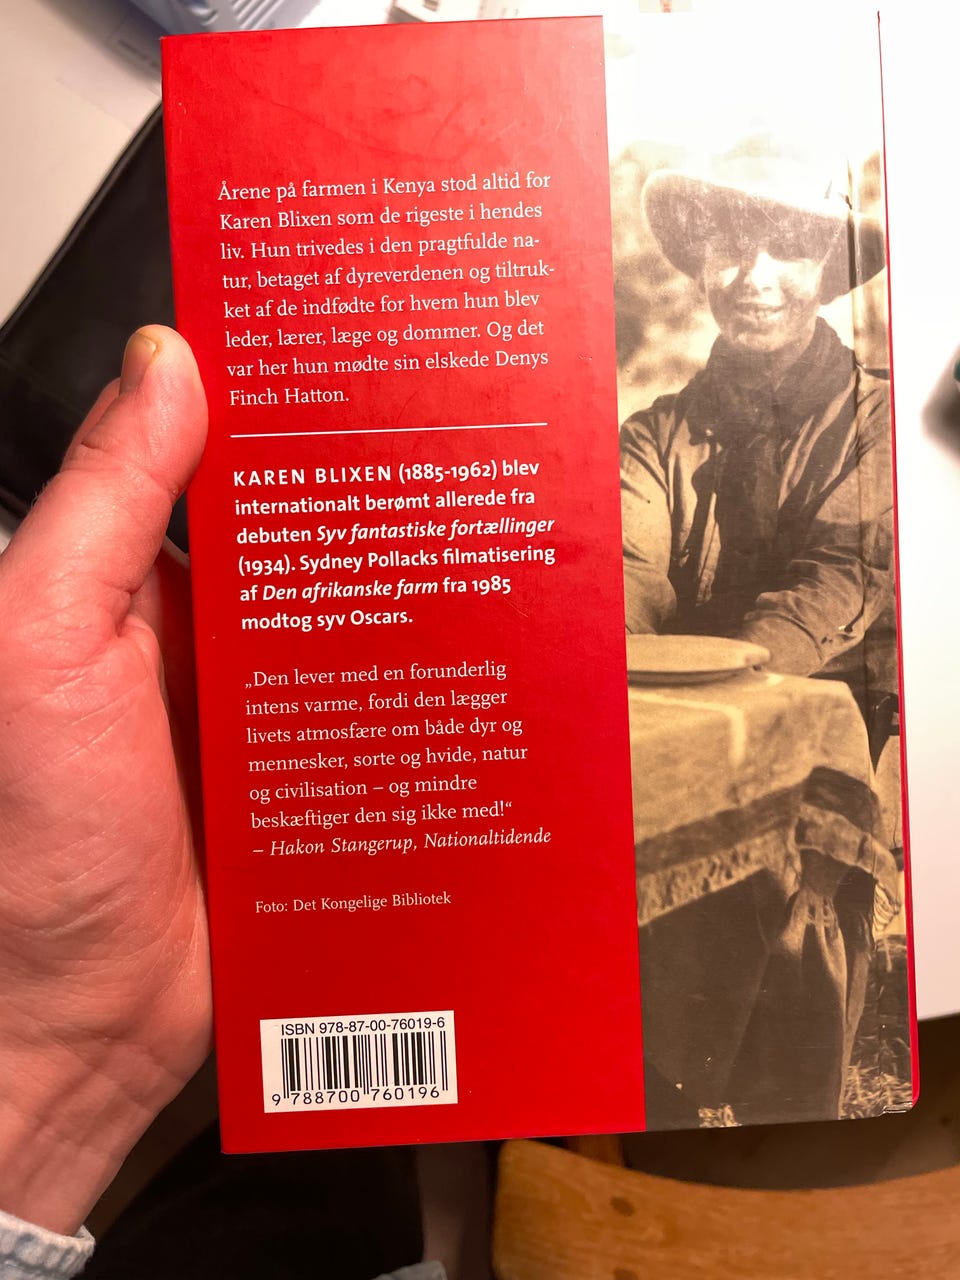 Årene på farmen i Kenya stod altid for
Karen Blixen som de rigeste i hendes
liv. Hun trivedes i den pragtfulde na-
tur, betaget af dyreverdenen og tiltruk-
ket af de indfødte for hvem hun blev
leder, lærer, læge og dommer. Og det
var her hun mødte sin elskede Denys
Finch Hatton.
KAREN BLIXEN (1885-1962) blev
internationalt berømt allerede fra
debuten Syv fantastiske fortællinger
(1934). Sydney Pollacks filmatisering
af Den afrikanske farm fra 1985
modtog syv Oscars.
„Den lever med en forunderlig
intens varme, fordi den lægger
livets atmosfære om både dyr og
mennesker, sorte og hvide, natur
og civilisation – og mindre
beskæftiger den sig ikke med!“
– Hakon Stangerup, Nationaltidende
Foto: Det Kongelige Bibliotek
ISBN 978-87-00-76019-6
9 788700 760196